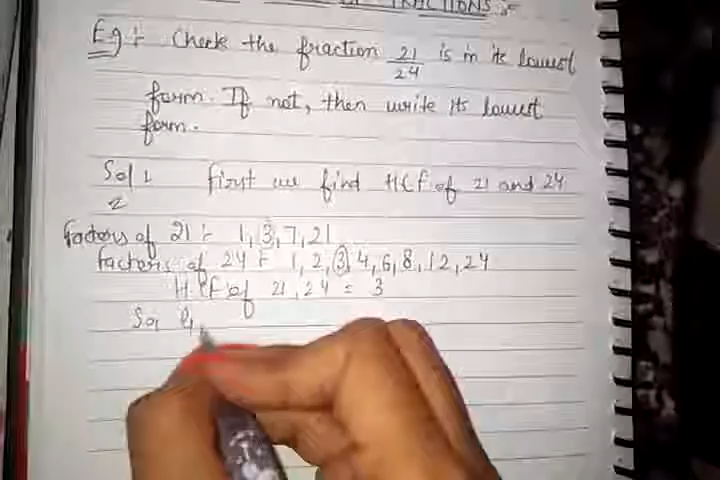 FRACTIONS :-
Eg :- Check the fraction 21/24 is in its lowest
form. If not, then write its lowest
form.
Sol : First we find HCF of 21 and 24
Factors of 21 :- 1, 3, 7, 21
Factors of 24 :- 1, 2, 3, 4, 6, 8, 12, 24
H.C.F of 21, 24 = 3
So,